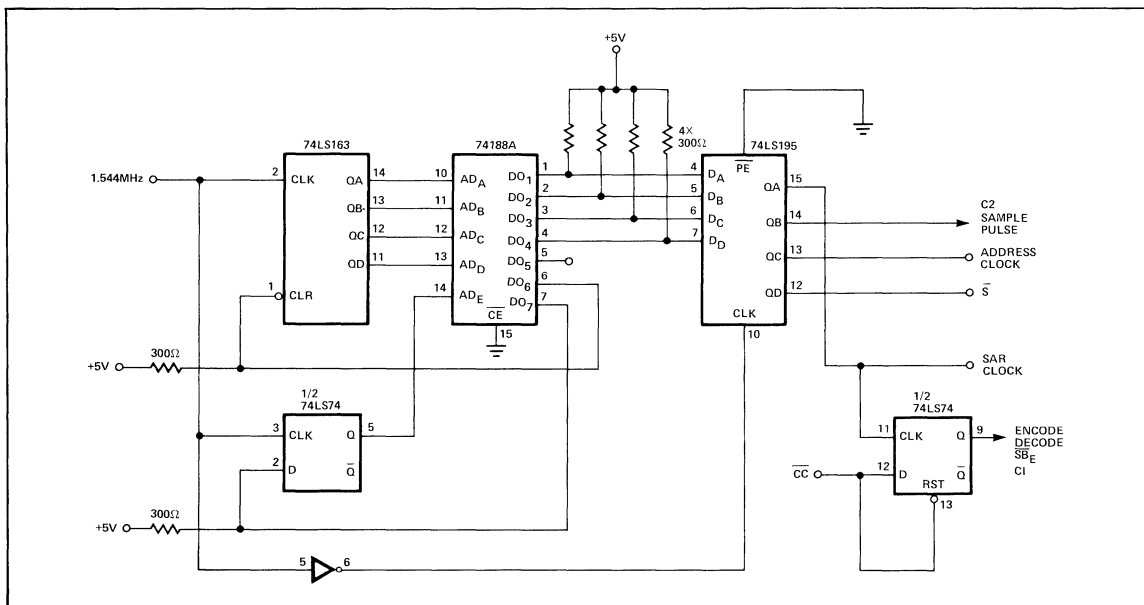 +5V
4X
300Ω
74LS163
74188A
74LS195
1.544MHz
2 CLK QA 14
QB 13
QC 12
QD 11
1 CLR
10 ADA DO1 1
11 ADB DO2 2
12 ADC DO3 3
13 ADD DO4 4
DO5 5
DO6 6
14 ADE DO7 7
CE
15
PE
4 DA QA 15
5 DB QB 14
6 DC QC 13
7 DD QD 12
CLK
10
C2
SAMPLE
PULSE
ADDRESS
CLOCK
S
SAR
CLOCK
+5V 300Ω
1/2
74LS74
3 CLK Q 5
2 D Q
+5V 300Ω
5 6
1/2
74LS74
11 CLK Q 9
CC 12 D Q
RST
13
ENCODE
DECODE
SBE
CI